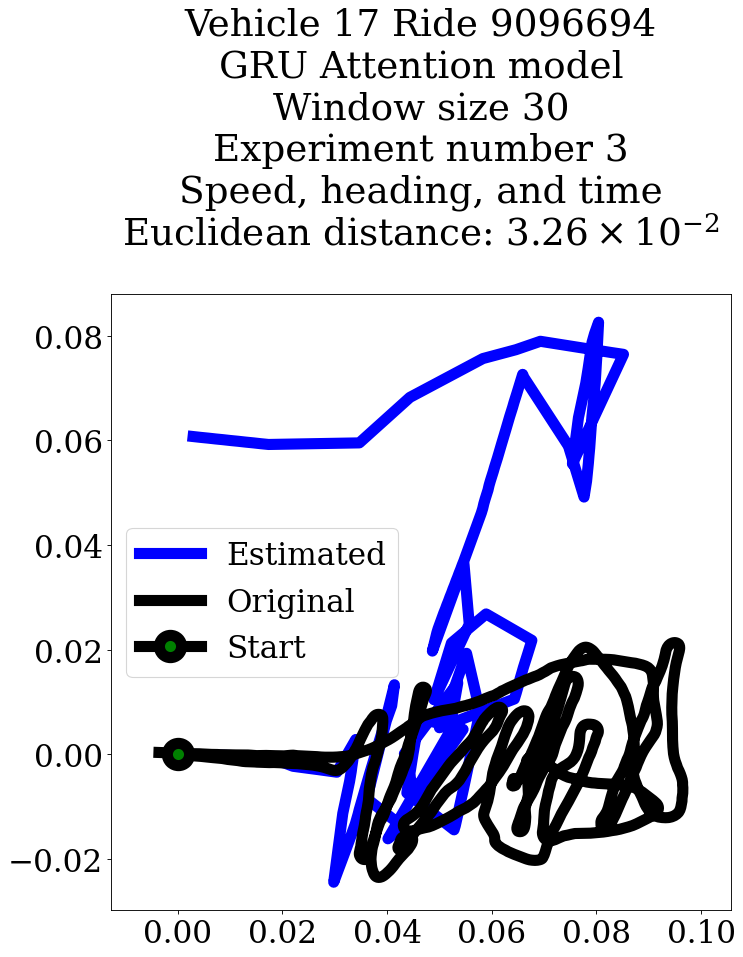 Vehicle 17 Ride 9096694
GRU Attention model
Window size 30
Experiment number 3
Speed, heading, and time
Euclidean distance: 3.26 × 10⁻²
0.08
0.06
0.04
0.02
0.00
−0.02
Estimated
Original
Start
0.00 0.02 0.04 0.06 0.08 0.10